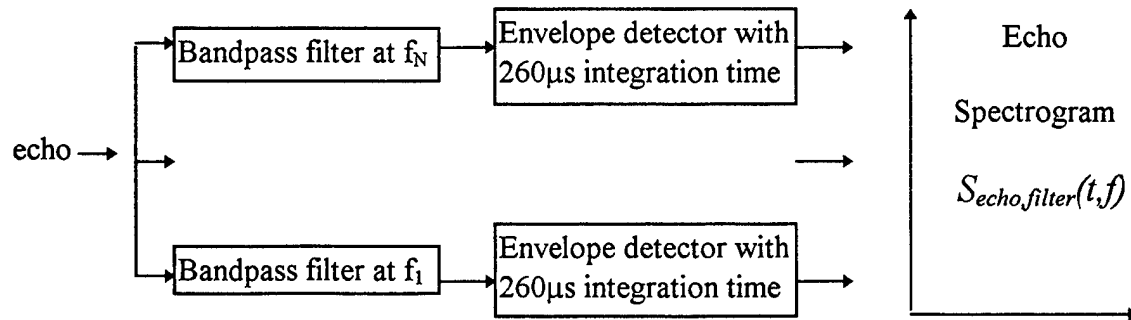 Bandpass filter at f_N
Envelope detector with
260μs integration time
Echo
Spectrogram
S_echo,filter(t,f)
echo
Bandpass filter at f_1
Envelope detector with
260μs integration time